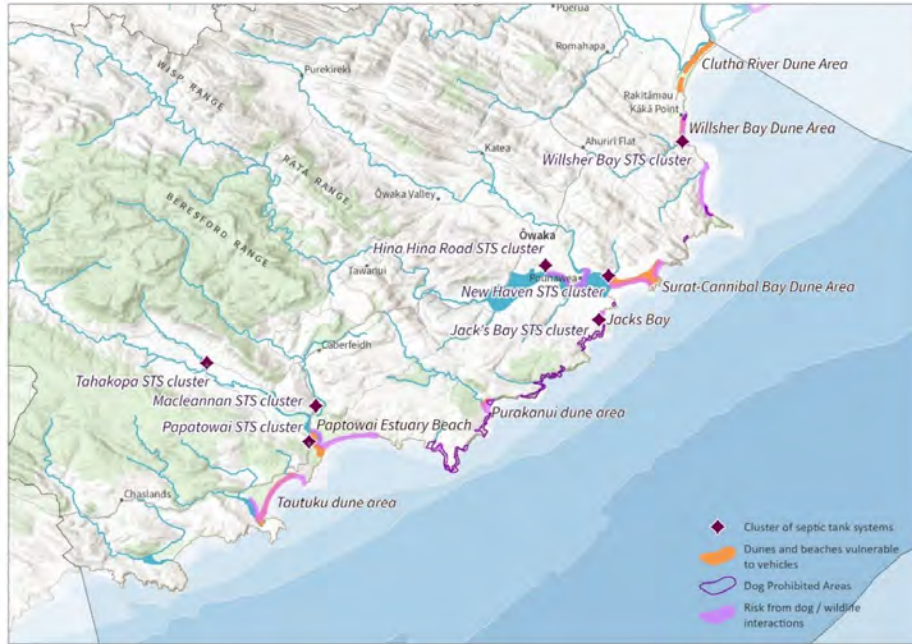 Puerua
Romahapa
Clutha River Dune Area
WISP RANGE
Purekireki
Rakitāmau /
Kākā Point
Willsher Bay Dune Area
Ahuriri Flat
Katea
Willsher Bay STS cluster
RATA RANGE
Ōwaka Valley
BERESFORD RANGE
Ōwaka
Hina Hina Road STS cluster
Tawanui
Pounawea
New Haven STS cluster
Surat-Cannibal Bay Dune Area
Jacks Bay
Jack's Bay STS cluster
Caberfeidh
Tahakopa STS cluster
Macleannan STS cluster
Purakanui dune area
Papatowai STS cluster
Paptowai Estuary Beach
Chaslands
Tautuku dune area
Cluster of septic tank systems
Dunes and beaches vulnerable
to vehicles
Dog Prohibited Areas
Risk from dog / wildlife
interactions